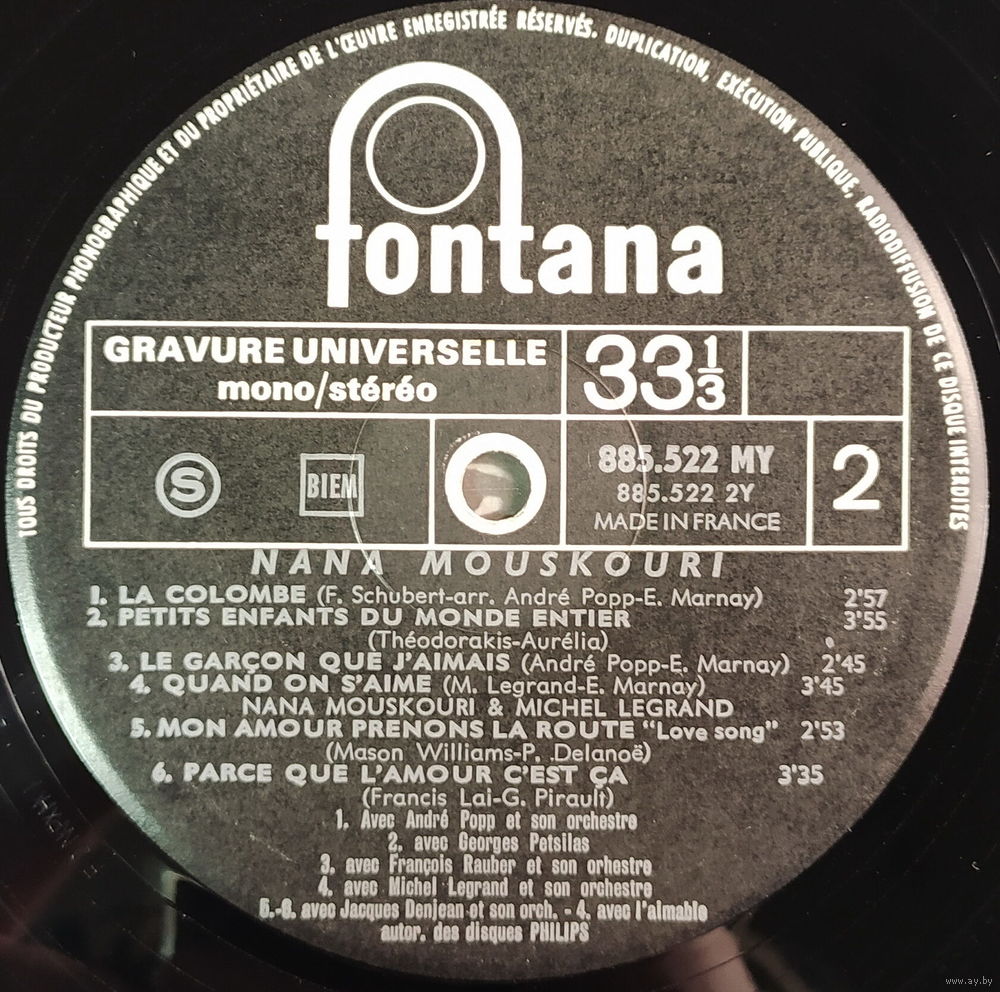 TOUS DROITS DU PRODUCTEUR PHONOGRAPHIQUE ET DU PROPRIÉTAIRE DE L'ŒUVRE ENREGISTRÉE RÉSERVÉS. DUPLICATION, EXÉCUTION PUBLIQUE, RADIODIFFUSION DE CE DISQUE INTERDITES
fontana
GRAVURE UNIVERSELLE
mono/stéréo
33 1/3
S
BIEM
885.522 MY
885.522 2Y
MADE IN FRANCE
2
NANA MOUSKOURI
1. LA COLOMBE (F. Schubert-arr. André Popp-E. Marnay) 2'57
2. PETITS ENFANTS DU MONDE ENTIER 3'55
(Théodorakis-Aurélia)
3. LE GARÇON QUE J'AIMAIS (André Popp-E. Marnay) 2'45
4. QUAND ON S'AIME (M. Legrand-E. Marnay) 3'45
NANA MOUSKOURI & MICHEL LEGRAND
5. MON AMOUR PRENONS LA ROUTE "Love song" 2'53
(Mason Williams-P. Delanoë)
6. PARCE QUE L'AMOUR C'EST ÇA 3'35
(Francis Lai-G. Pirault)
1. Avec André Popp et son orchestre
2. avec Georges Petsilas
3. avec François Rauber et son orhestre
4. avec Michel Legrand et son orchestre
5.-6. avec Jacques Denjean et son orch. - 4. avec l'aimable
autor. des disques PHILIPS
www.ay.by